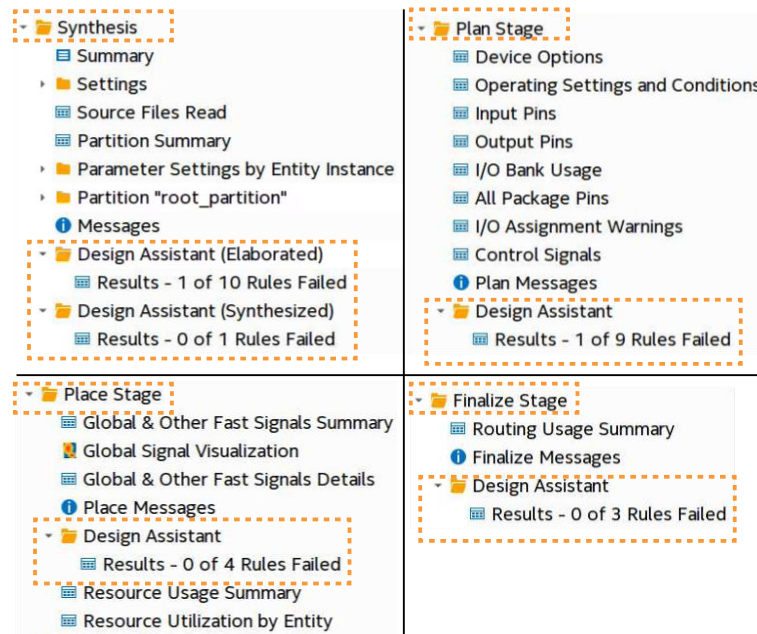 Synthesis
Summary
Settings
Source Files Read
Partition Summary
Parameter Settings by Entity Instance
Partition "root_partition"
Messages
Design Assistant (Elaborated)
Results - 1 of 10 Rules Failed
Design Assistant (Synthesized)
Results - 0 of 1 Rules Failed
Plan Stage
Device Options
Operating Settings and Conditions
Input Pins
Output Pins
I/O Bank Usage
All Package Pins
I/O Assignment Warnings
Control Signals
Plan Messages
Design Assistant
Results - 1 of 9 Rules Failed
Place Stage
Global & Other Fast Signals Summary
Global Signal Visualization
Global & Other Fast Signals Details
Place Messages
Design Assistant
Results - 0 of 4 Rules Failed
Resource Usage Summary
Resource Utilization by Entity
Finalize Stage
Routing Usage Summary
Finalize Messages
Design Assistant
Results - 0 of 3 Rules Failed